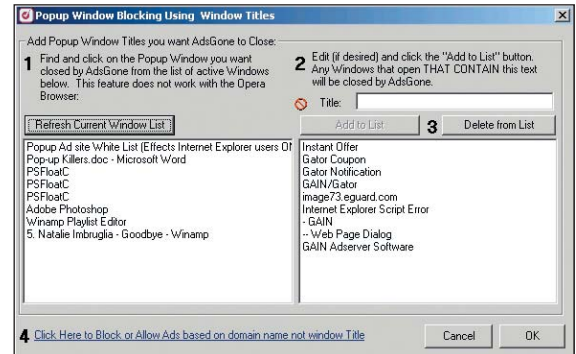 Popup Window Blocking Using Window Titles
Add Popup Window Titles you want AdsGone to Close:
1 Find and click on the Popup Window you want
closed by AdsGone from the list of active Windows
below. This feature does not work with the Opera
Browser:
Refresh Current Window List
Popup Ad site White List (Effects Internet Explorer users
Pop-up Killers.doc - Microsoft Word
PSFloatC
PSFloatC
PSFloatC
Adobe Photoshop
Winamp Playlist Editor
5. Natalie Imbruglia - Goodbye - Winamp
2 Edit (if desired) and click the "Add to List" button.
Any Windows that open THAT CONTAIN this text
will be closed by AdsGone.
Title:
Add to List
3 Delete from List
Instant Offer
Gator Coupon
Gator Notification
GAIN/Gator
image73.eguard.com
Internet Explorer Script Error
- GAIN
-- Web Page Dialog
GAIN Adserver Software
4 Click Here to Block or Allow Ads based on domain name not window Title
Cancel
OK